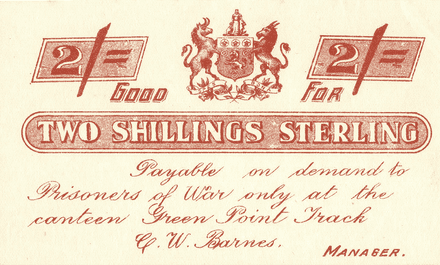 2/= 2/=
GOOD FOR
TWO SHILLINGS STERLING
Payable on demand to
Prisoners of War only at the
canteen Green Point Track
C. W. Barnes.
MANAGER.